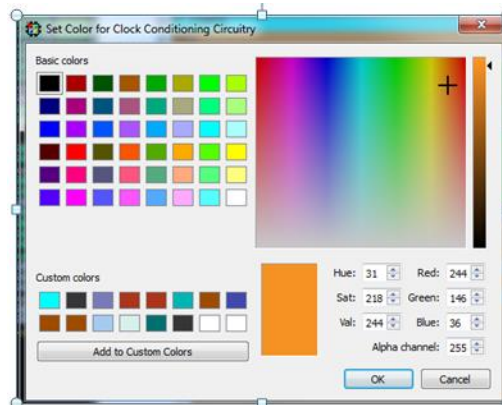 Set Color for Clock Conditioning Circuitry
Basic colors
Custom colors
Add to Custom Colors
Hue: 31 Red: 244
Sat: 218 Green: 146
Val: 244 Blue: 36
Alpha channel: 255
OK Cancel